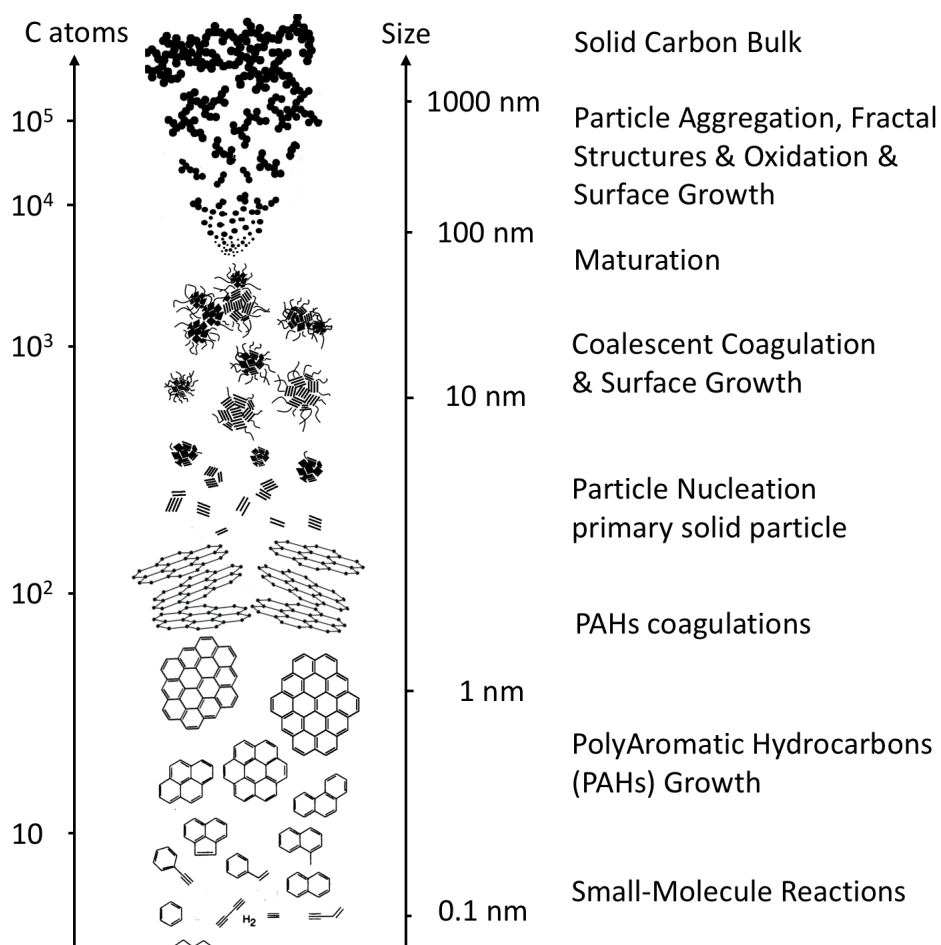 C atoms
Size
Solid Carbon Bulk
1000 nm
10⁵
Particle Aggregation, Fractal
Structures & Oxidation &
Surface Growth
10⁴
100 nm
Maturation
10³
Coalescent Coagulation
& Surface Growth
10 nm
Particle Nucleation
primary solid particle
10²
PAHs coagulations
1 nm
PolyAromatic Hydrocarbons
(PAHs) Growth
10
Small-Molecule Reactions
0.1 nm
H₂